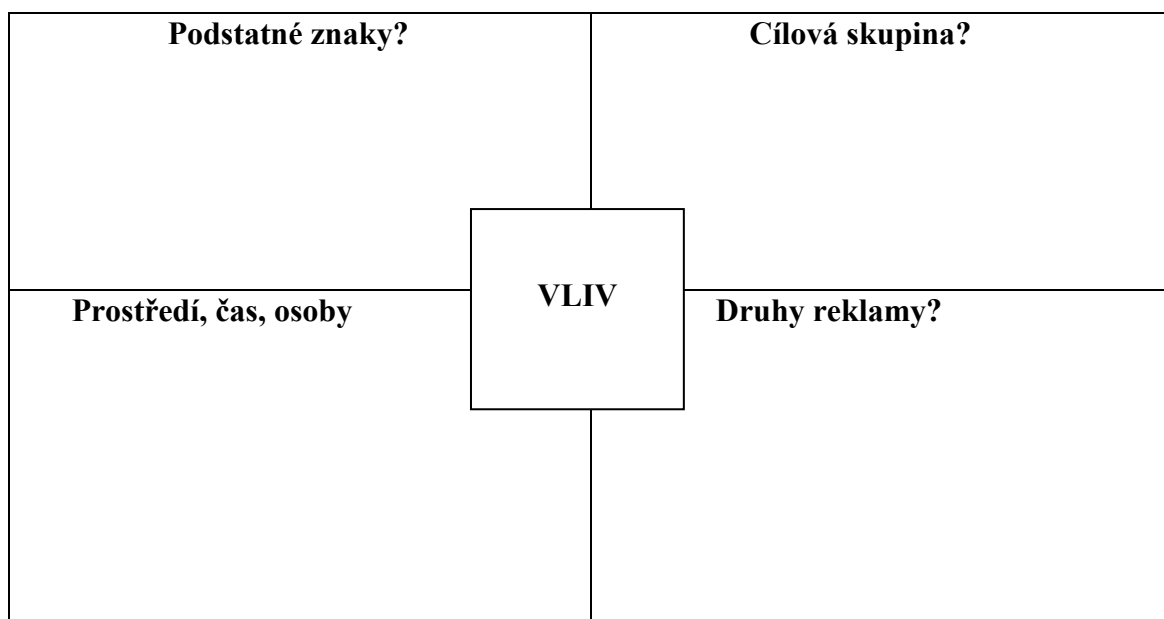 Podstatné znaky?
Cílová skupina?
VLIV
Prostředí, čas, osoby
Druhy reklamy?